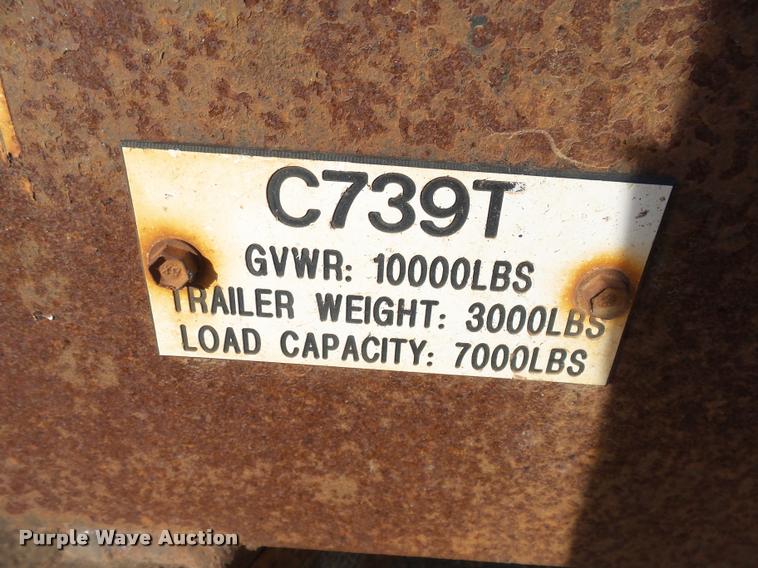 C739T
GVWR: 10000LBS
TRAILER WEIGHT: 3000LBS
LOAD CAPACITY: 7000LBS
Purple Wave Auction